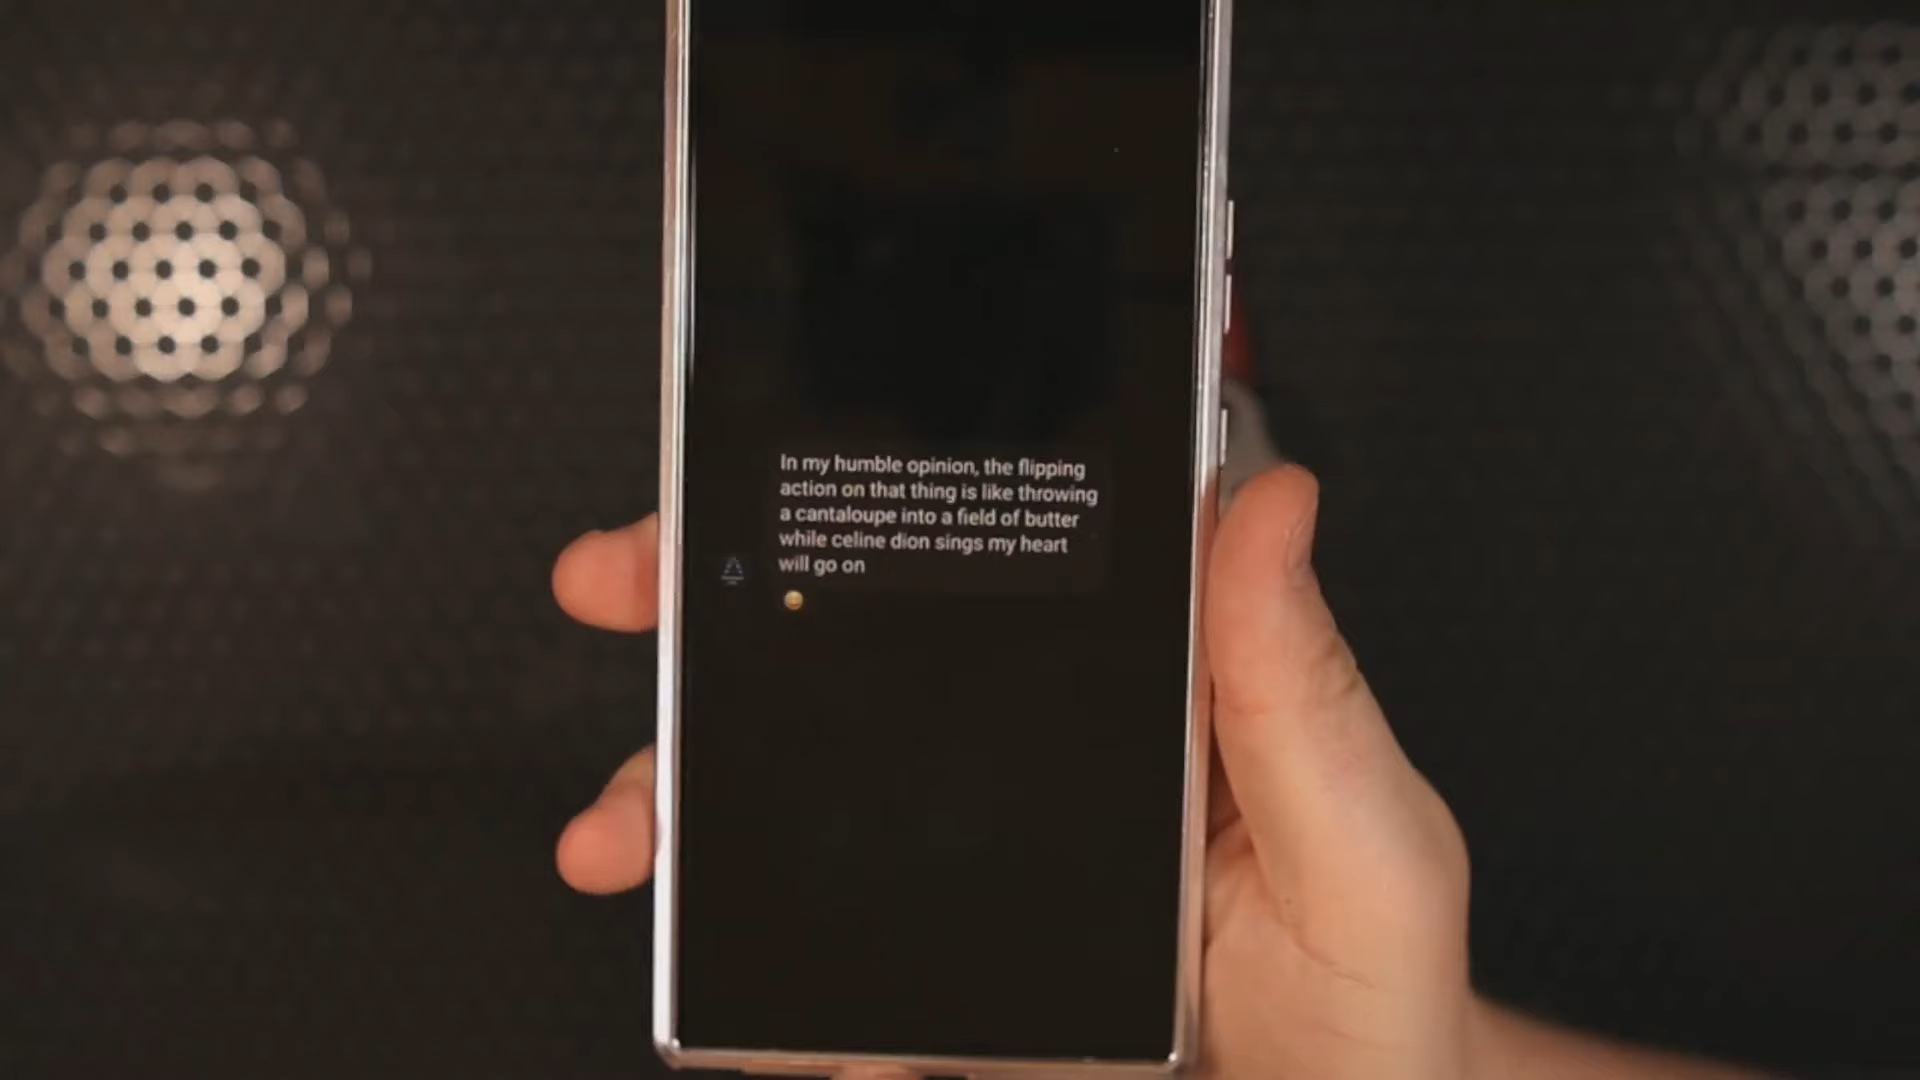 In my humble opinion, the flipping
action on that thing is like throwing
a cantaloupe into a field of butter
while celine dion sings my heart
will go on